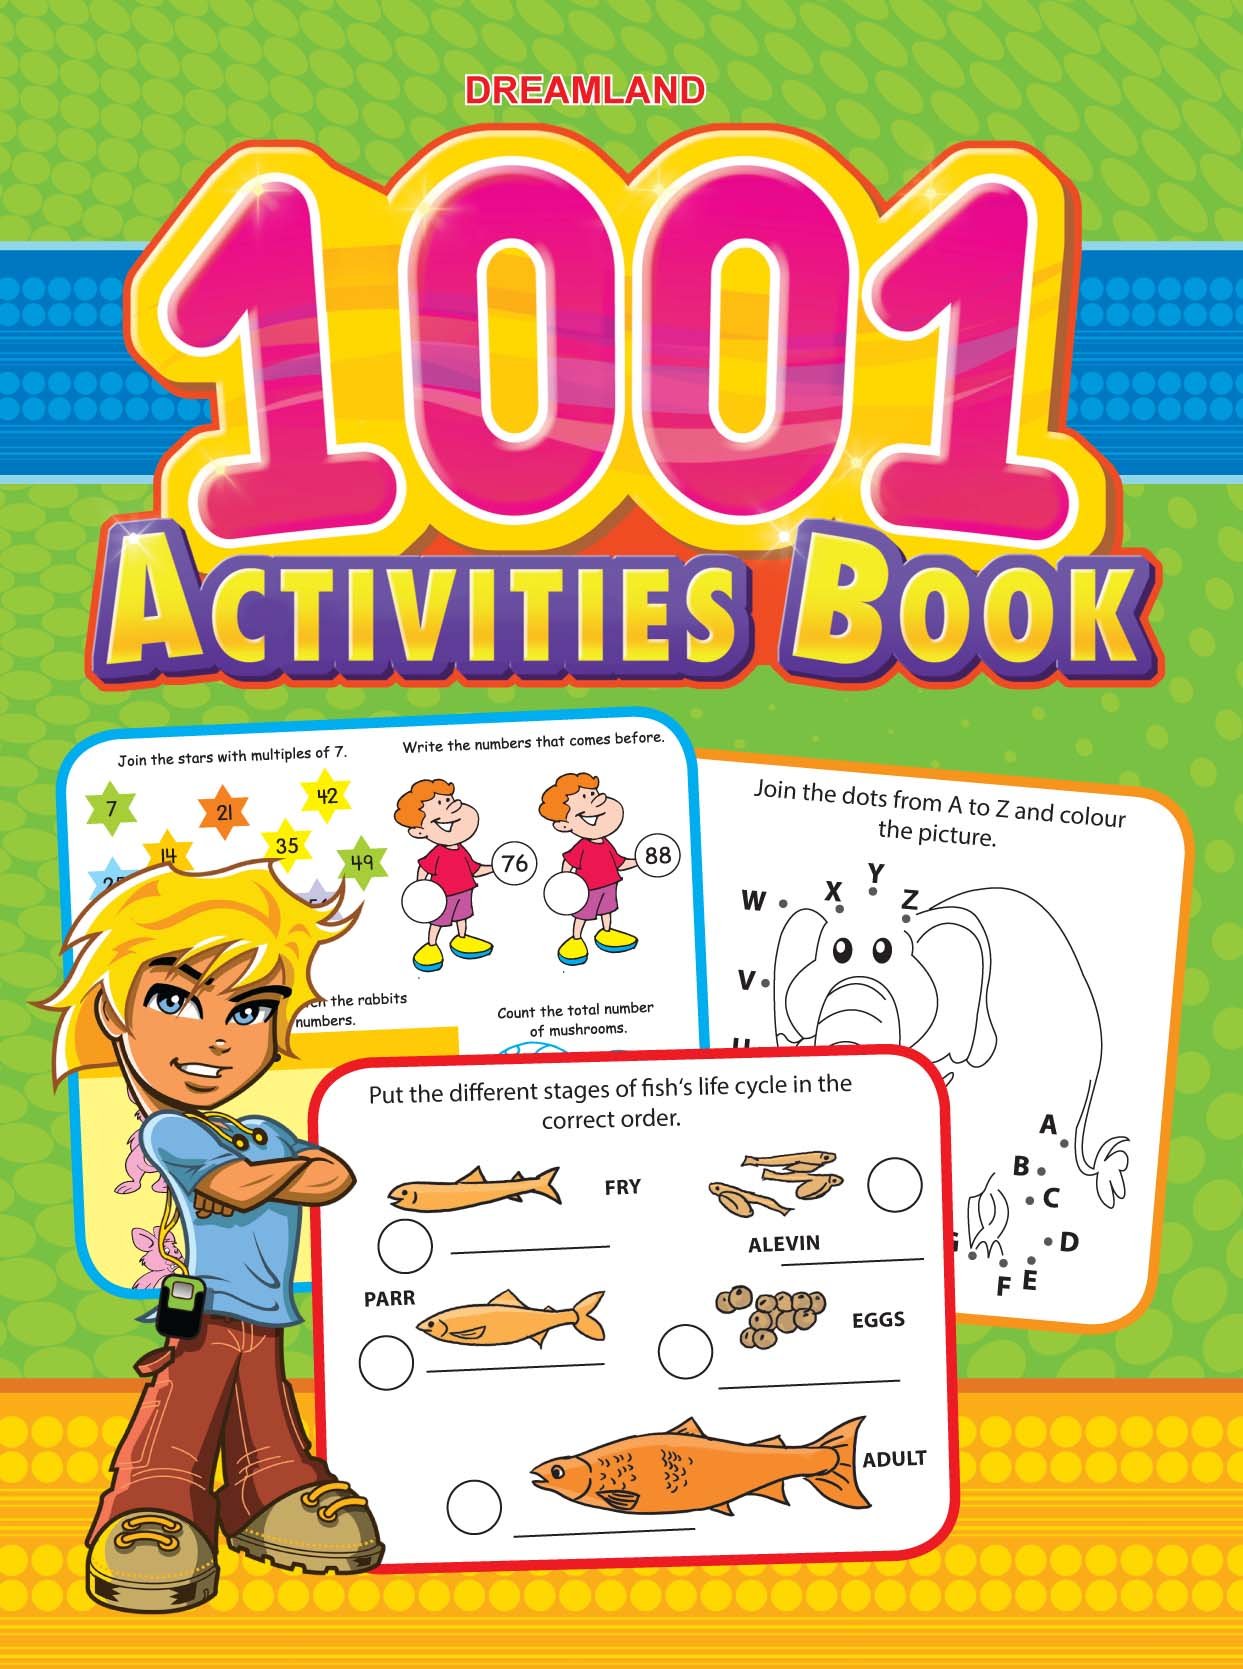 DREAMLAND
1001
ACTIVITIES BOOK
Join the stars with multiples of 7.
7
21
42
14
35
49
Write the numbers that comes before.
76
88
the rabbits
numbers.
Count the total number
of mushrooms.
Join the dots from A to Z and colour
the picture.
W
X
Y
Z
V
A
B
C
D
E
F
Put the different stages of fish's life cycle in the
correct order.
FRY
ALEVIN
PARR
EGGS
ADULT